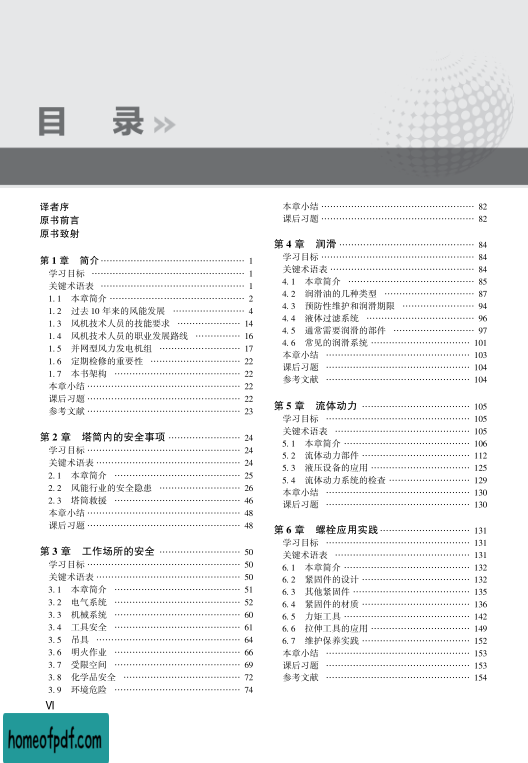 目 录 »
译者序
原书前言
原书致射
第 1 章 简介 …… 1
学习目标 …… 1
关键术语表 …… 1
1. 1 本章简介 …… 2
1. 2 过去 10 年来的风能发展 …… 4
1. 3 风机技术人员的技能要求 …… 14
1. 4 风机技术人员的职业发展路线 …… 16
1. 5 并网型风力发电机组 …… 17
1. 6 定期检修的重要性 …… 22
1. 7 本书架构 …… 22
本章小结 …… 22
课后习题 …… 22
参考文献 …… 23
第 2 章 塔筒内的安全事项 …… 24
学习目标 …… 24
关键术语表 …… 24
2. 1 本章简介 …… 25
2. 2 风能行业的安全隐患 …… 26
2. 3 塔筒救援 …… 46
本章小结 …… 48
课后习题 …… 48
第 3 章 工作场所的安全 …… 50
学习目标 …… 50
关键术语表 …… 50
3. 1 本章简介 …… 51
3. 2 电气系统 …… 52
3. 3 机械系统 …… 60
3. 4 工具安全 …… 61
3. 5 吊具 …… 64
3. 6 明火作业 …… 66
3. 7 受限空间 …… 69
3. 8 化学品安全 …… 72
3. 9 环境危险 …… 74
本章小结 …… 82
课后习题 …… 82
第 4 章 润滑 …… 84
学习目标 …… 84
关键术语表 …… 84
4. 1 本章简介 …… 85
4. 2 润滑油的几种类型 …… 87
4. 3 预防性维护和润滑期限 …… 94
4. 4 液体过滤系统 …… 96
4. 5 通常需要润滑的部件 …… 97
4. 6 常见的润滑系统 …… 101
本章小结 …… 103
课后习题 …… 104
参考文献 …… 104
第 5 章 流体动力 …… 105
学习目标 …… 105
关键术语表 …… 105
5. 1 本章简介 …… 106
5. 2 流体动力部件 …… 112
5. 3 液压设备的应用 …… 125
5. 4 流体动力系统的检查 …… 129
本章小结 …… 130
课后习题 …… 130
第 6 章 螺栓应用实践 …… 131
学习目标 …… 131
关键术语表 …… 131
6. 1 本章简介 …… 132
6. 2 紧固件的设计 …… 132
6. 3 其他紧固件 …… 135
6. 4 紧固件的材质 …… 136
6. 5 力矩工具 …… 142
6. 6 拉伸工具的应用 …… 149
6. 7 维护保养实践 …… 152
本章小结 …… 153
课后习题 …… 153
参考文献 …… 154
Ⅵ
homeofpdf.com